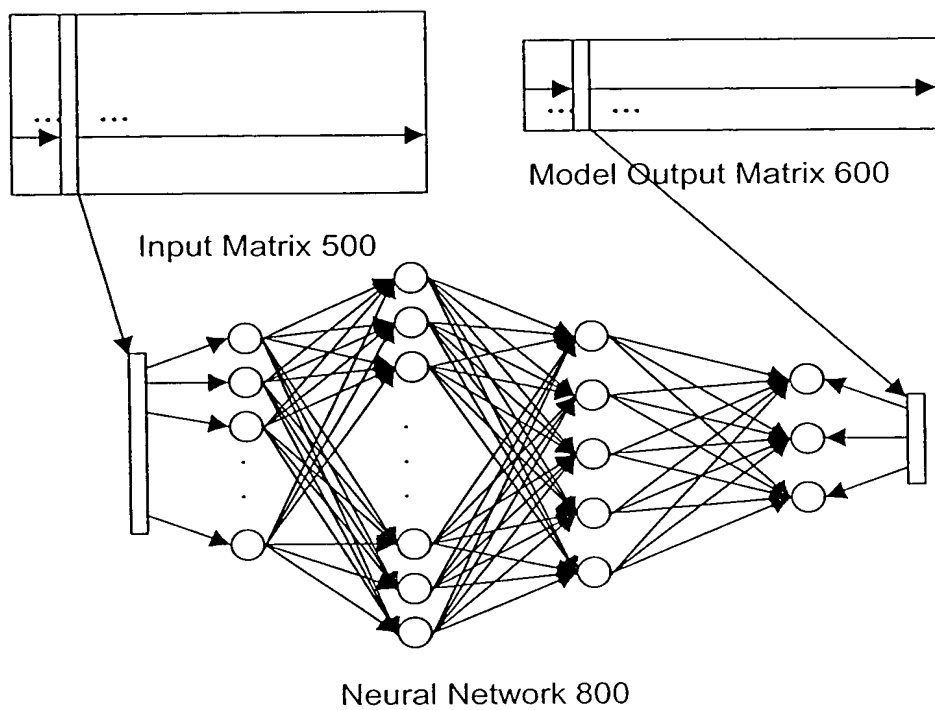 ... ...
... ...
Model Output Matrix 600
Input Matrix 500
Neural Network 800